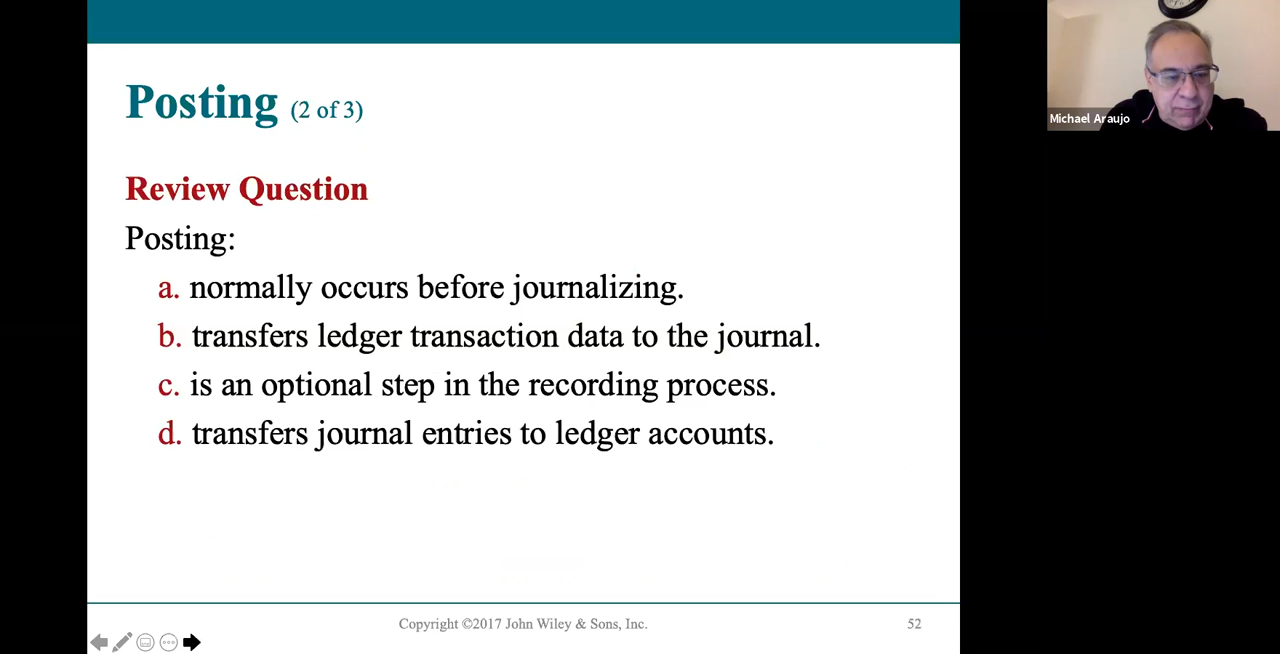 Posting (2 of 3)
Michael Araujo
Review Question
Posting:
a. normally occurs before journalizing.
b. transfers ledger transaction data to the journal.
c. is an optional step in the recording process.
d. transfers journal entries to ledger accounts.
Copyright ©2017 John Wiley & Sons, Inc.
52